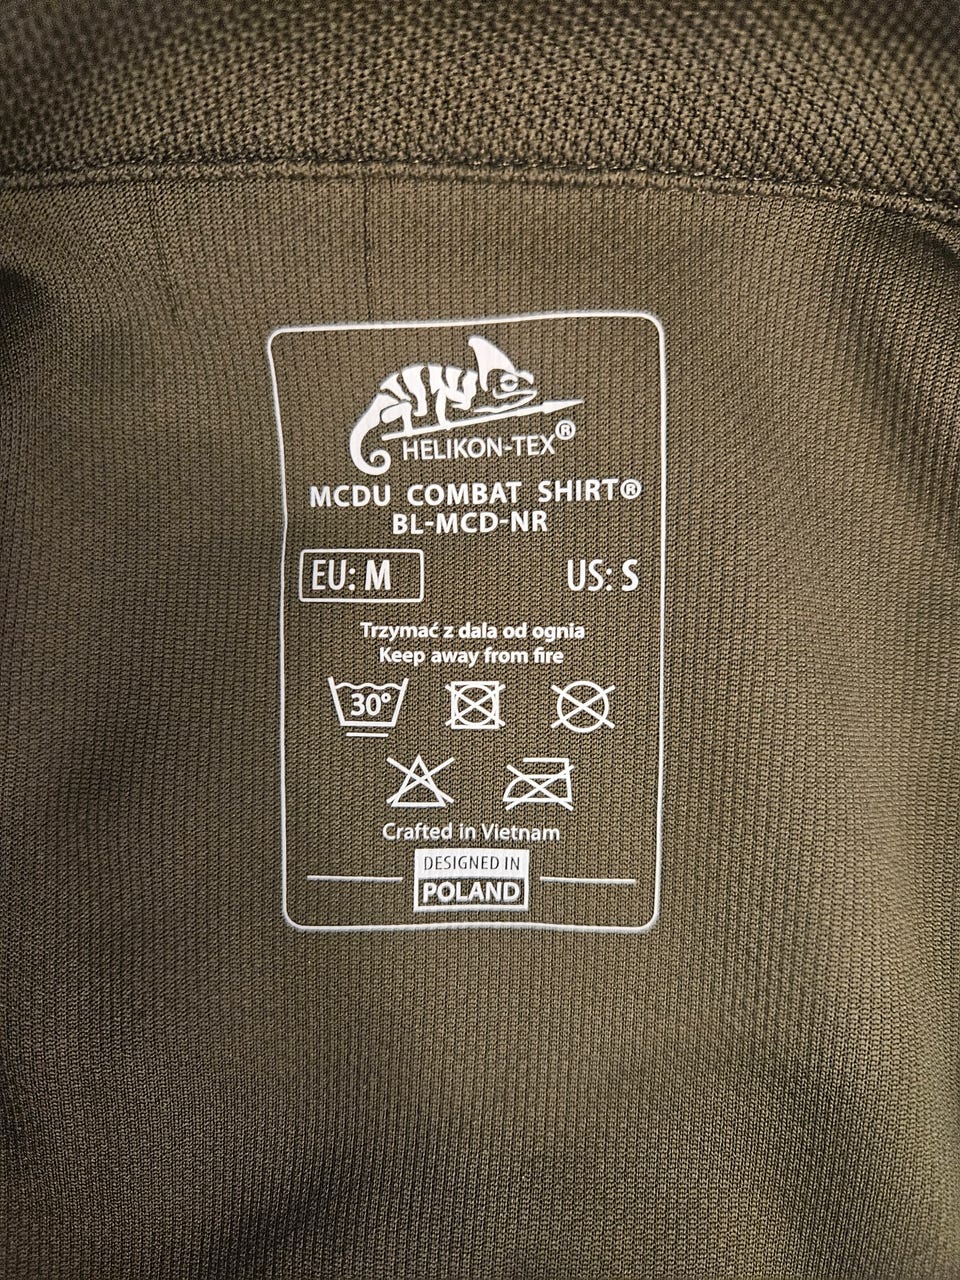 HELIKON-TEX®
MCDU COMBAT SHIRT®
BL-MCD-NR
EU: M US: S
Trzymać z dala od ognia
Keep away from fire
30°
Crafted in Vietnam
DESIGNED IN
POLAND